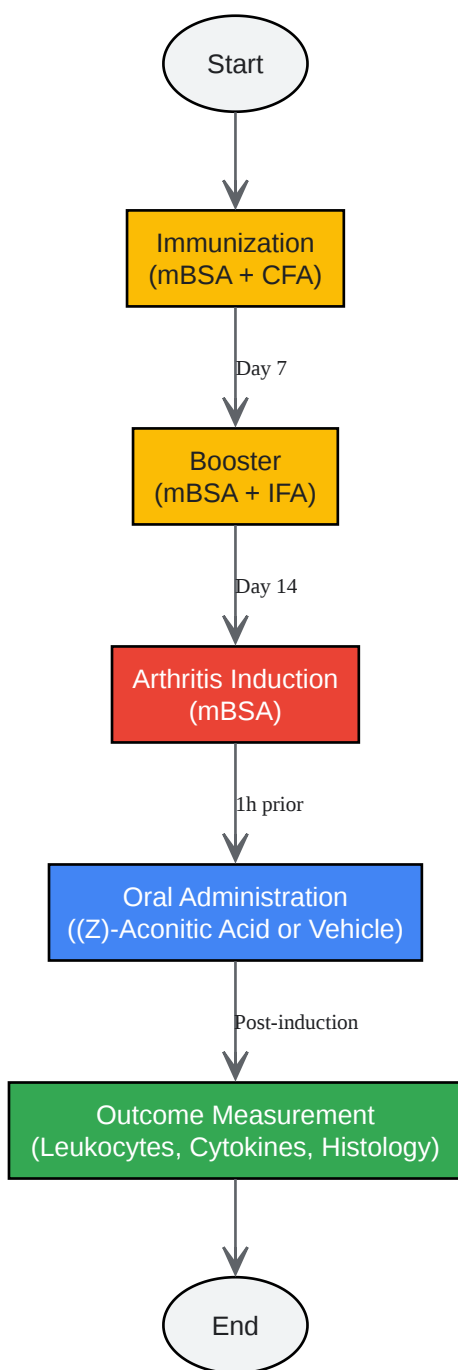 Start
Immunization
(mBSA + CFA)
Day 7
Booster
(mBSA + IFA)
Day 14
Arthritis Induction
(mBSA)
1h prior
Oral Administration
((Z)-Aconitic Acid or Vehicle)
Post-induction
Outcome Measurement
(Leukocytes, Cytokines, Histology)
End